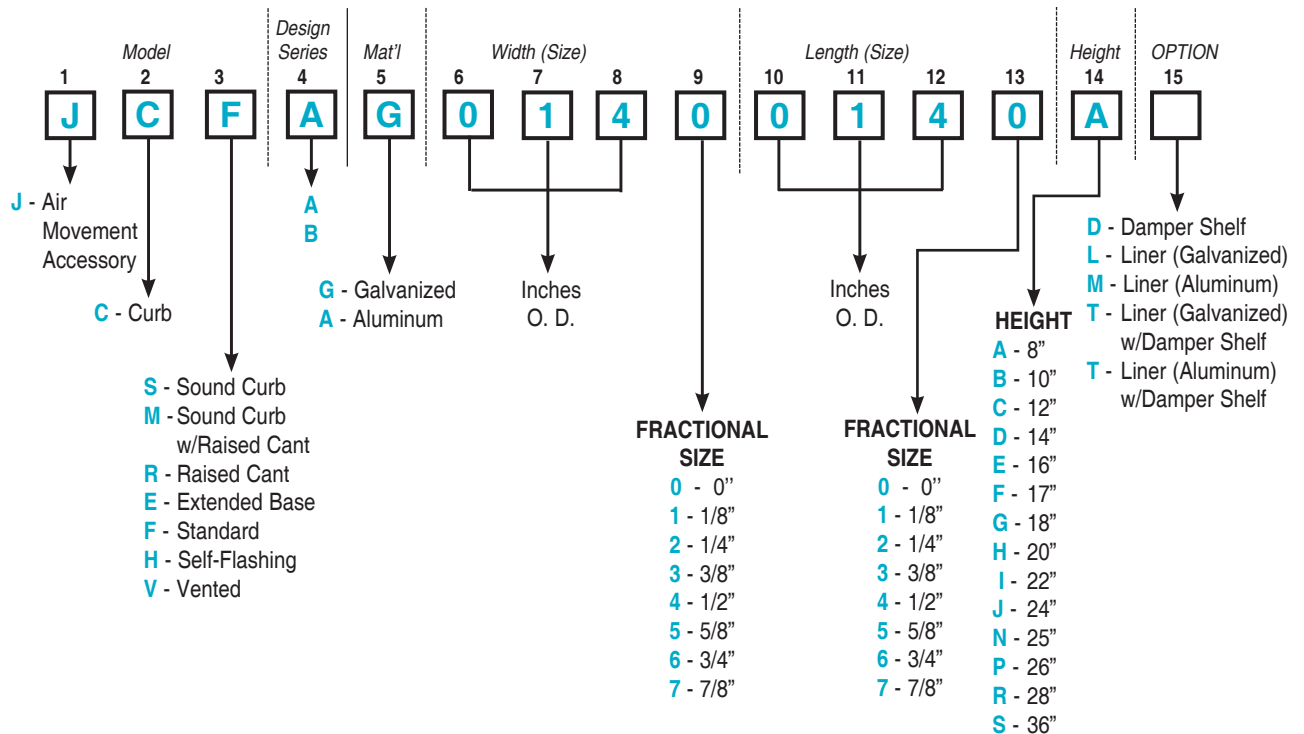 Model
Design Series
Mat'l
Width (Size)
Length (Size)
Height
OPTION
1 2 3 4 5 6 7 8 9 10 11 12 13 14 15
J C F A G 0 1 4 0 0 1 4 0 A
J - Air
Movement
Accessory
C - Curb
S - Sound Curb
M - Sound Curb
w/Raised Cant
R - Raised Cant
E - Extended Base
F - Standard
H - Self-Flashing
V - Vented
A
B
G - Galvanized
A - Aluminum
Inches
O. D.
FRACTIONAL
SIZE
0 - 0''
1 - 1/8”
2 - 1/4”
3 - 3/8”
4 - 1/2”
5 - 5/8”
6 - 3/4”
7 - 7/8”
Inches
O. D.
FRACTIONAL
SIZE
0 - 0''
1 - 1/8”
2 - 1/4”
3 - 3/8”
4 - 1/2”
5 - 5/8”
6 - 3/4”
7 - 7/8”
HEIGHT
A - 8”
B - 10”
C - 12”
D - 14”
E - 16”
F - 17”
G - 18”
H - 20”
I - 22”
J - 24”
N - 25”
P - 26”
R - 28”
S - 36”
D - Damper Shelf
L - Liner (Galvanized)
M - Liner (Aluminum)
T - Liner (Galvanized)
w/Damper Shelf
T - Liner (Aluminum)
w/Damper Shelf